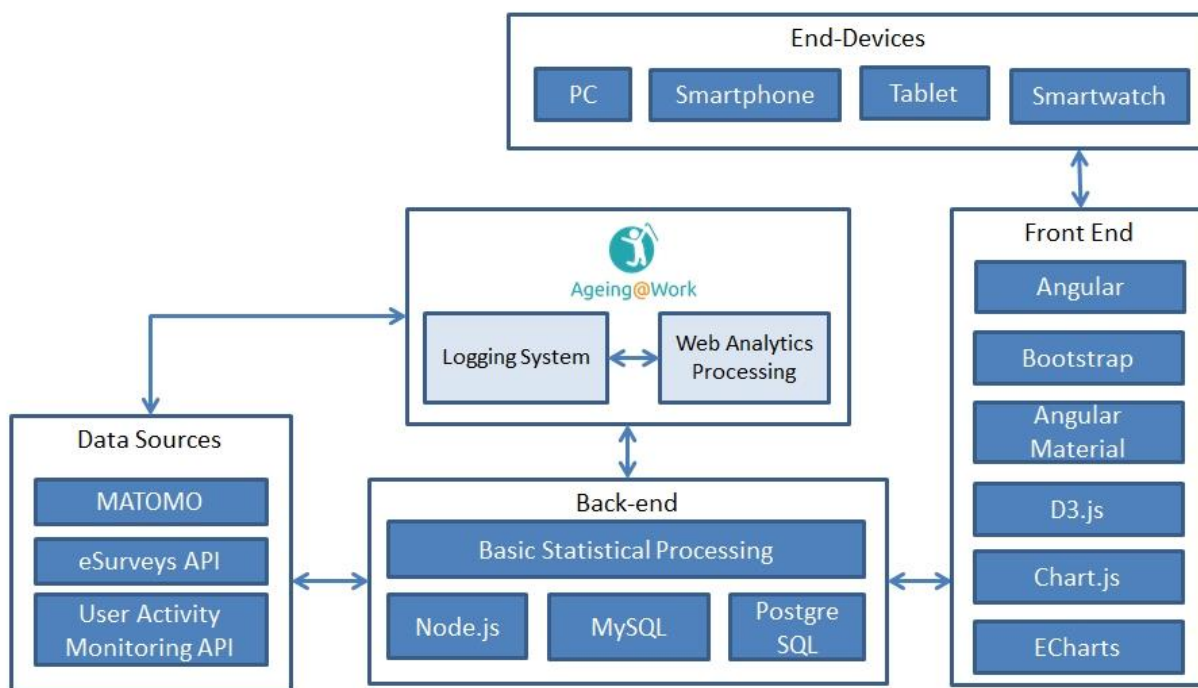 End-Devices
PC
Smartphone
Tablet
Smartwatch
Ageing@Work
Logging System
Web Analytics
Processing
Front End
Angular
Bootstrap
Angular
Material
D3.js
Chart.js
ECharts
Data Sources
MATOMO
eSurveys API
User Activity
Monitoring API
Back-end
Basic Statistical Processing
Node.js
MySQL
Postgre
SQL